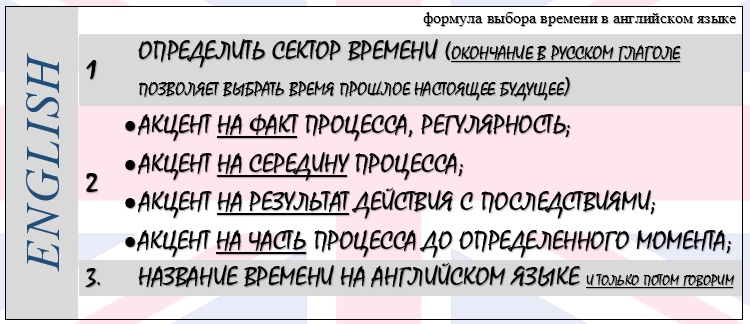 формула выбора времени в английском языке
ENGLISH
1 ОПРЕДЕЛИТЬ СЕКТОР ВРЕМЕНИ (ОКОНЧАНИЕ В РУССКОМ ГЛАГОЛЕ
ПОЗВОЛЯЕТ ВЫБРАТЬ ВРЕМЯ ПРОШЛОЕ НАСТОЯЩЕЕ БУДУЩЕЕ)
2
•АКЦЕНТ НА ФАКТ ПРОЦЕССА, РЕГУЛЯРНОСТЬ;
•АКЦЕНТ НА СЕРЕДИНУ ПРОЦЕССА;
•АКЦЕНТ НА РЕЗУЛЬТАТ ДЕЙСТВИЯ С ПОСЛЕДСТВИЯМИ;
•АКЦЕНТ НА ЧАСТЬ ПРОЦЕССА ДО ОПРЕДЕЛЕННОГО МОМЕНТА;
3. НАЗВАНИЕ ВРЕМЕНИ НА АНГЛИЙСКОМ ЯЗЫКЕ И ТОЛЬКО ПОТОМ ГОВОРИМ